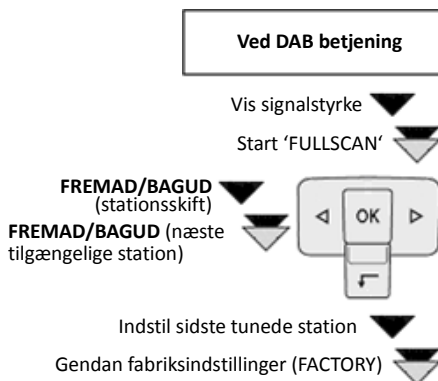 Ved DAB betjening
Vis signalstyrke
Start ‘FULLSCAN‘
FREMAD/BAGUD
(stationsskift)
FREMAD/BAGUD (næste
tilgængelige station)
OK
Indstil sidste tunede station
Gendan fabriksindstillinger (FACTORY)